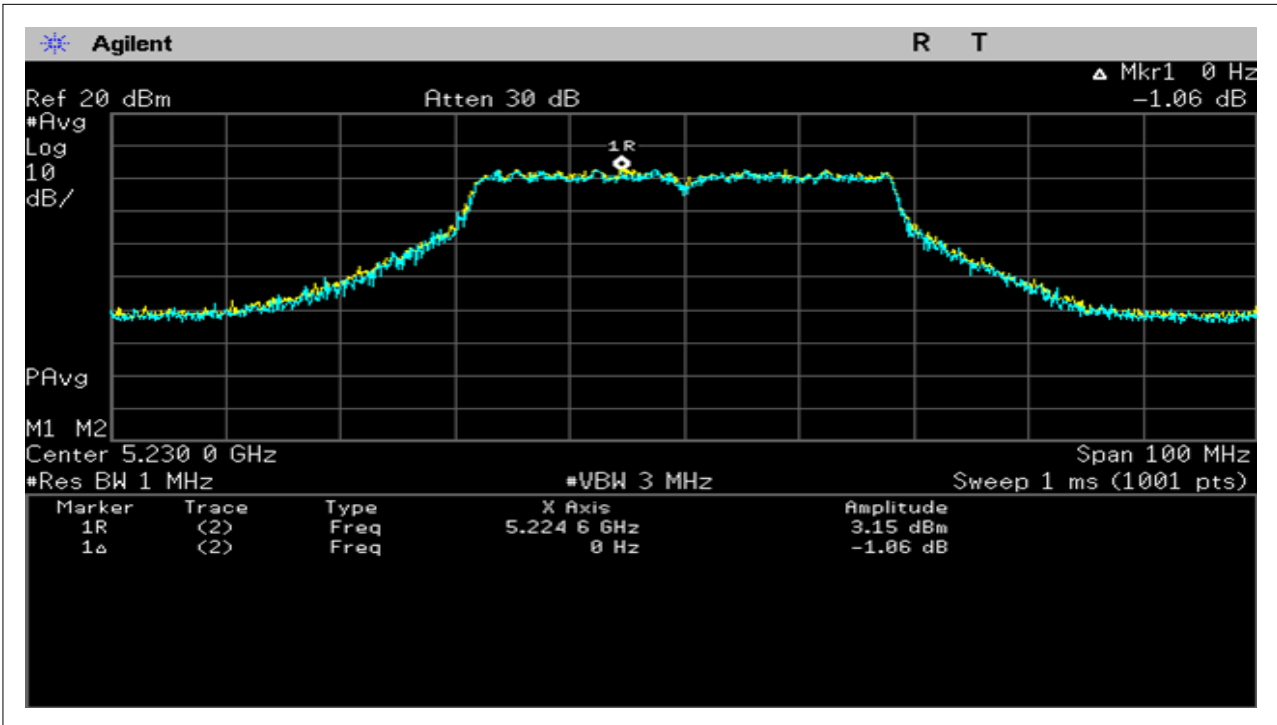 Agilent R T
Δ Mkr1 0 Hz
Ref 20 dBm Atten 30 dB -1.06 dB
#Avg
Log
10
dB/
1R
PAvg
M1 M2
Center 5.230 0 GHz Span 100 MHz
#Res BW 1 MHz #VBW 3 MHz Sweep 1 ms (1001 pts)
Marker Trace Type X Axis Amplitude
1R (2) Freq 5.224 6 GHz 3.15 dBm
1Δ (2) Freq 0 Hz -1.06 dB